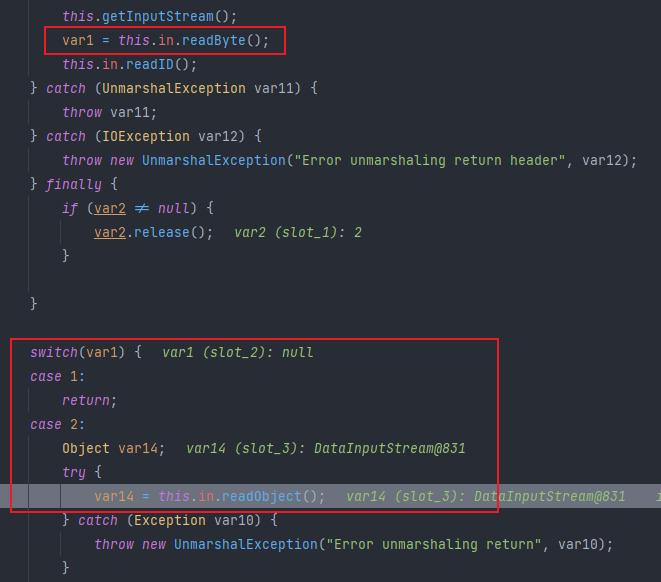 this.getInputStream();
var1 = this.in.readByte();
this.in.readID();
} catch (UnmarshalException var11) {
throw var11;
} catch (IOException var12) {
throw new UnmarshalException("Error unmarshaling return header", var12);
} finally {
if (var2 ≠ null) {
var2.release(); var2 (slot_1): 2
}
}
switch(var1) { var1 (slot_2): null
case 1:
return;
case 2:
Object var14; var14 (slot_3): DataInputStream@831
try {
var14 = this.in.readObject(); var14 (slot_3): DataInputStream@831
} catch (Exception var10) {
throw new UnmarshalException("Error unmarshaling return", var10);
}